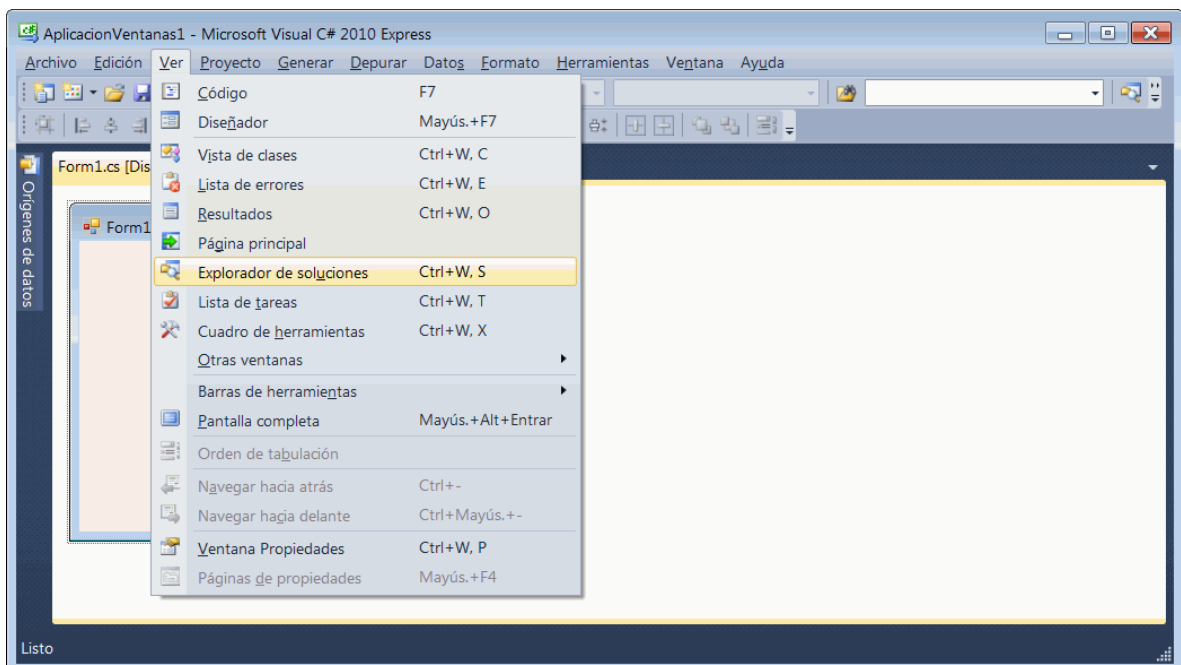 AplicacionVentanas1 - Microsoft Visual C# 2010 Express
Archivo Edición Ver Proyecto Generar Depurar Datos Formato Herramientas Ventana Ayuda
Código F7
Diseñador Mayús.+F7
Form1.cs [Dis
Vista de clases Ctrl+W, C
Lista de errores Ctrl+W, E
Resultados Ctrl+W, O
Form1
Página principal
Explorador de soluciones Ctrl+W, S
Lista de tareas Ctrl+W, T
Cuadro de herramientas Ctrl+W, X
Otras ventanas
Barras de herramientas
Pantalla completa Mayús.+Alt+Entrar
Orden de tabulación
Navegar hacia atrás Ctrl+-
Navegar hacia delante Ctrl+Mayús.+-
Ventana Propiedades Ctrl+W, P
Páginas de propiedades Mayús.+F4
Orígenes de datos
Listo